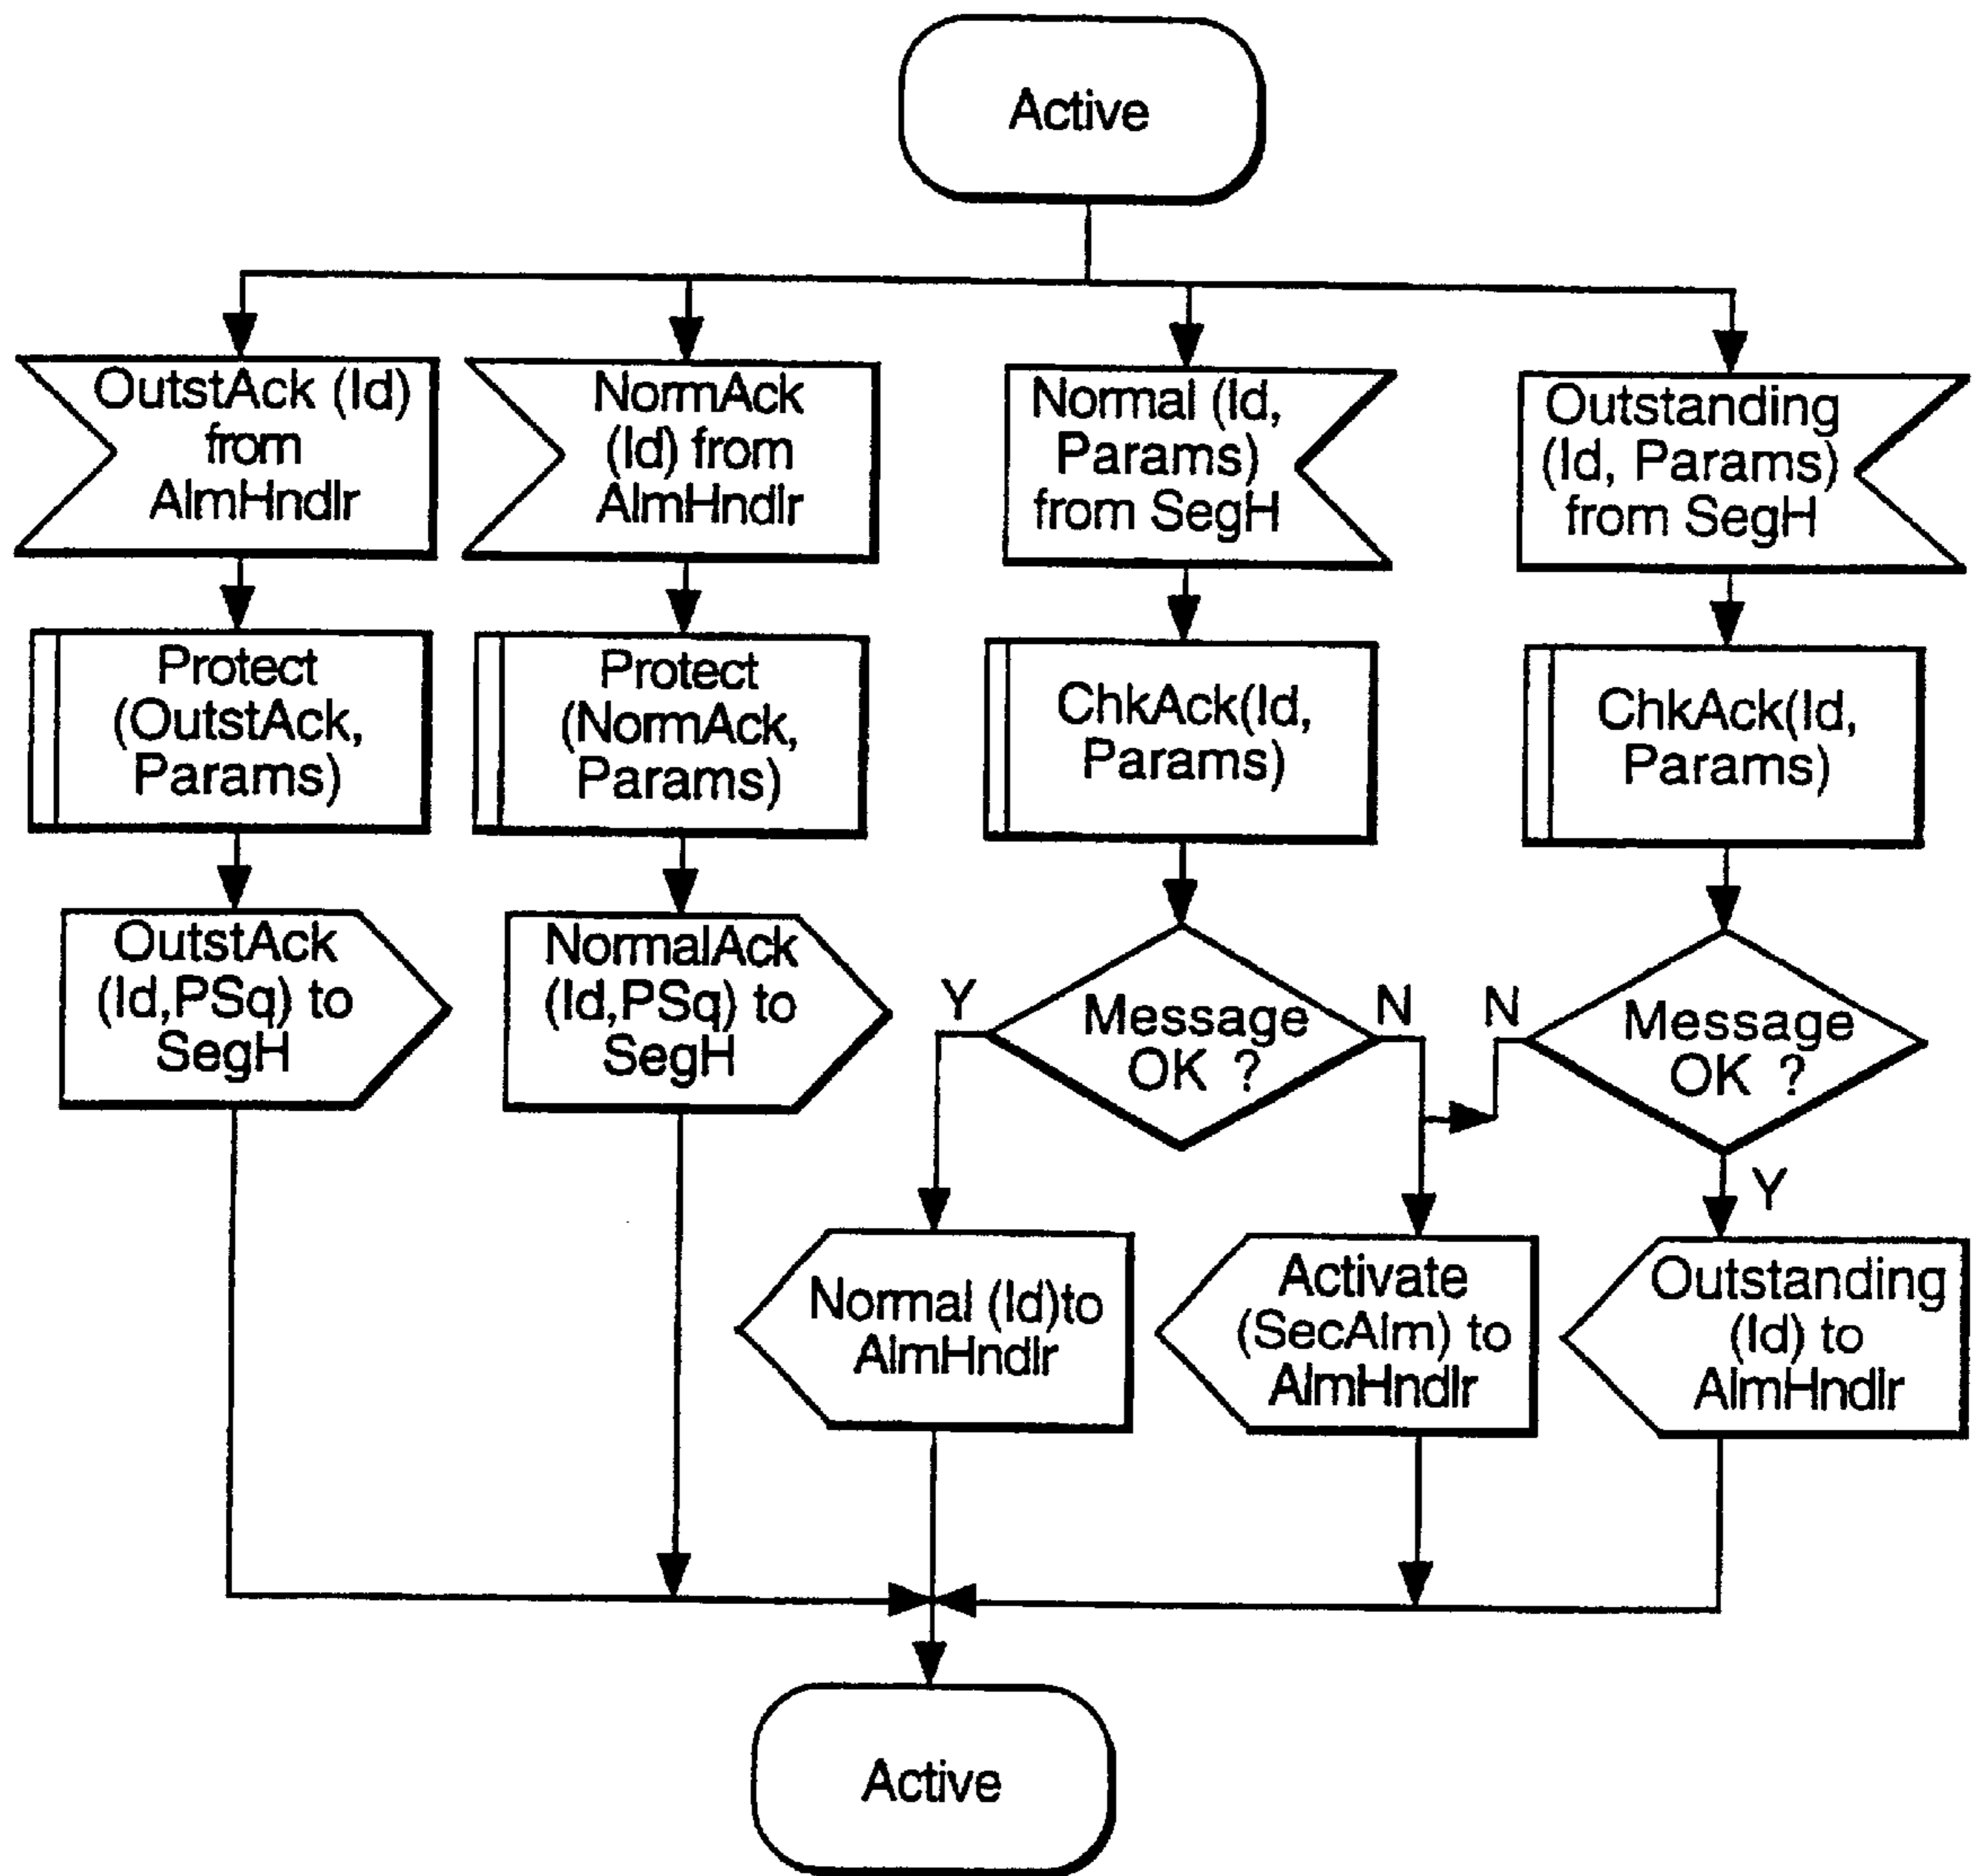 Active
OutstAck (Id)
from
AlmHndlr
NormAck
(Id) from
AlmHndlr
Normal (Id,
Params)
from SegH
Outstanding
(Id, Params)
from SegH
Protect
(OutstAck,
Params)
Protect
(NormAck,
Params)
ChkAck(Id,
Params)
ChkAck(Id,
Params)
OutstAck
(Id,PSq) to
SegH
NormalAck
(Id,PSq) to
SegH
Y
Message
OK ?
N
N
Message
OK ?
Y
Normal (Id)to
AlmHndlr
Activate
(SecAlm) to
AlmHndlr
Outstanding
(Id) to
AlmHndlr
Active